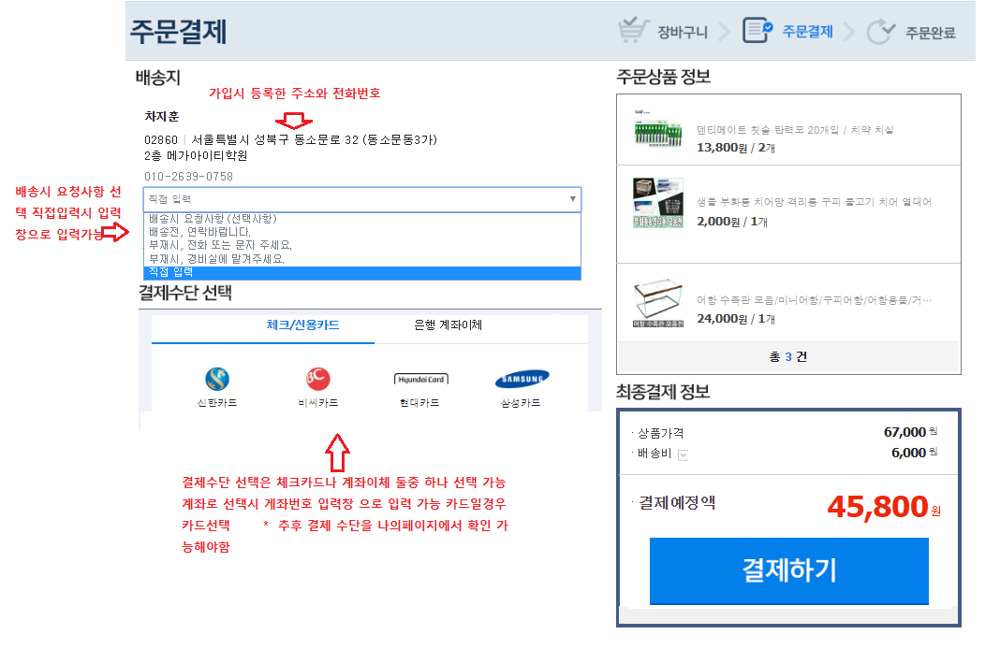 주문결제
장바구니
주문결제
주문완료
배송지
가입시 등록한 주소와 전화번호
차지훈
02860 | 서울특별시 성북구 동소문로 32 (동소문동3가)
2층 메가아이티학원
010-2639-0758
배송시 요청사항 선
택 직접입력시 입력
창으로 입력가능
직접 입력
배송시 요청사항 (선택사항)
배송전, 연락바랍니다.
부재시, 전화 또는 문자 주세요.
부재시, 경비실에 맡겨주세요.
직접 입력
결제수단 선택
체크/신용카드
은행 계좌이체
HyundaiCard
SAMSUNG
신한카드
비씨카드
현대카드
삼성카드
결제수단 선택은 체크카드나 계좌이체 둘중 하나 선택 가능
계좌로 선택시 게좌번호 입력창 으로 입력 가능 카드일경우
카드선택 * 추후 결제 수단을 나의페이지에서 확인 가
능해야함
주문상품 정보
덴티메이트 칫솔 탄력모 20개입 / 치약 치실
13,800원 / 2개
생물 부화통 치어망 격리통 구피 물고기 치어 열대어
2,000원 / 1개
어항 수족관 모음/미니어항/구피어항/어항용품/거…
24,000원 / 1개
어항 수족관 모음전
총 3 건
최종결제 정보
· 상품가격
67,000 원
· 배송비
6,000 원
· 결제예정액
45,800 원
결제하기